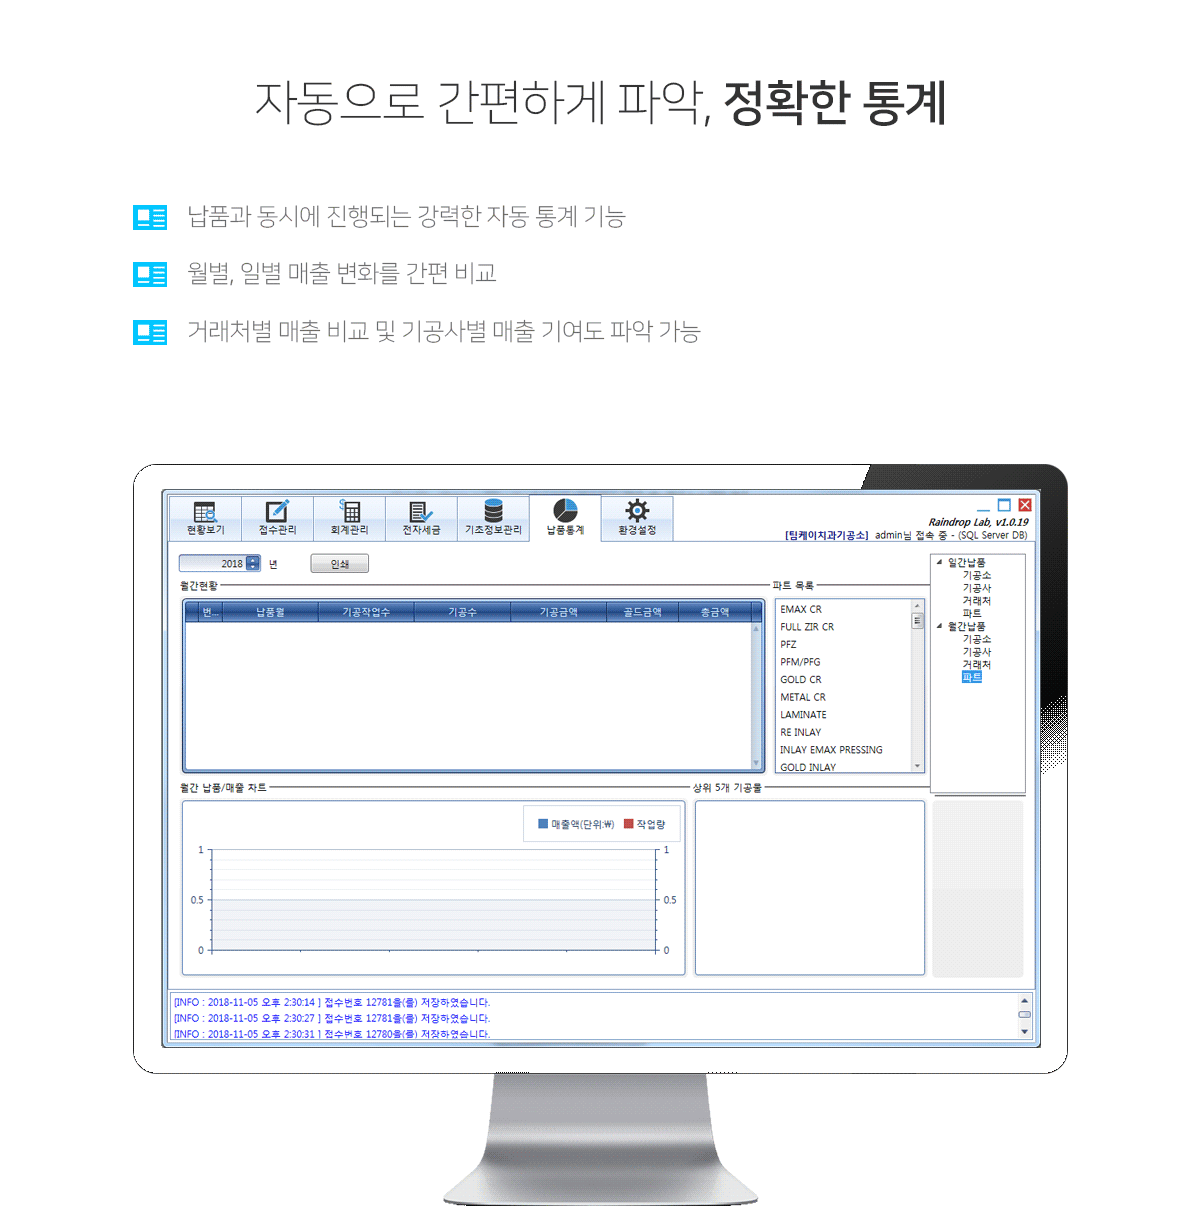 자동으로 간편하게 파악, 정확한 통계
납품과 동시에 진행되는 강력한 자동 통계 기능
월별, 일별 매출 변화를 간편 비교
거래처별 매출 비교 및 기공사별 매출 기여도 파악 가능
현황보기 접수관리 회계관리 전자세금 기초정보관리 납품통계 환경설정
Raindrop Lab, v1.0.19
[팀케이치과기공소] admin님 접속 중 - (SQL Server DB)
2018 년 인쇄
월간현황
번... 납품월 기공작업수 기공수 기공금액 골드금액 총금액
파트 목록
EMAX CR
FULL ZIR CR
PFZ
PFM/PFG
GOLD CR
METAL CR
LAMINATE
RE INLAY
INLAY EMAX PRESSING
GOLD INLAY
일간납품
기공소
기공사
거래처
파트
월간납품
기공소
기공사
거래처
파트
월간 납품/매출 차트
매출액(단위:₩) 작업량
1 1
0.5 0.5
0 0
상위 5개 기공물
[INFO : 2018-11-05 오후 2:30:14 ] 접수번호 12781을(를) 저장하였습니다.
[INFO : 2018-11-05 오후 2:30:27 ] 접수번호 12781을(를) 저장하였습니다.
[INFO : 2018-11-05 오후 2:30:31 ] 접수번호 12780을(를) 저장하였습니다.